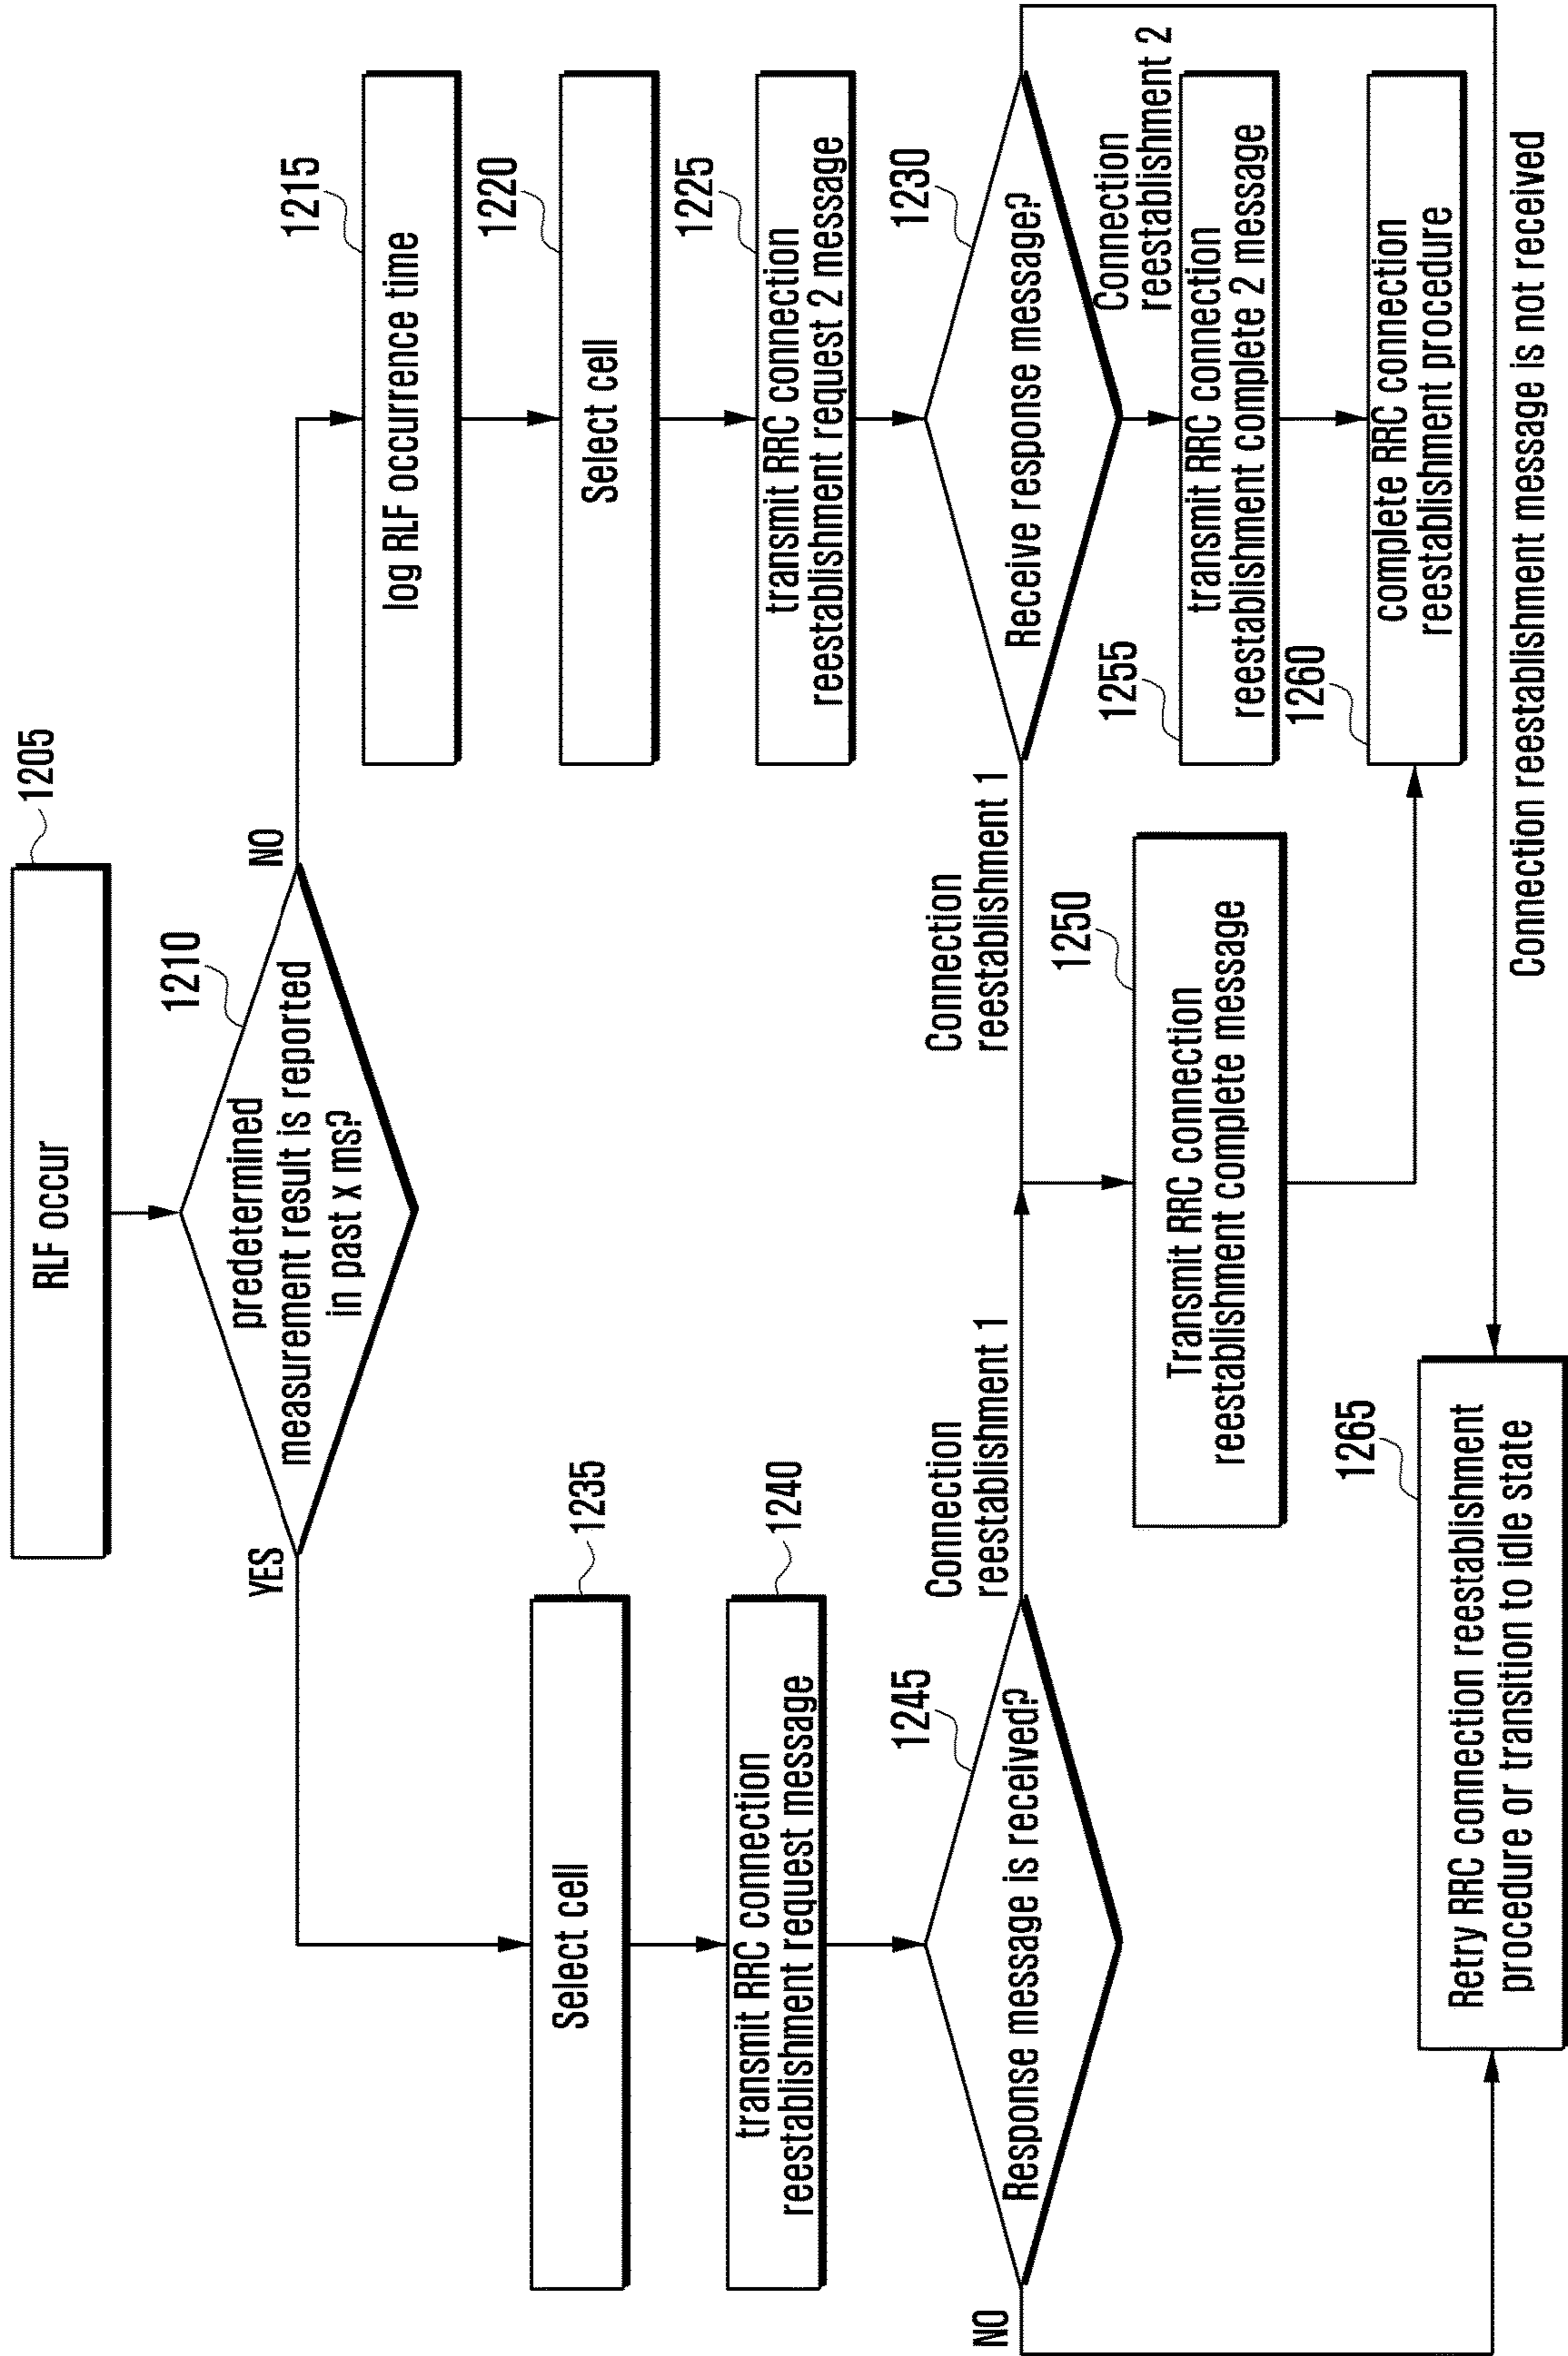 RLF occur
1205
predetermined
measurement result is reported
in past x ms?
1210
YES
NO
log RLF occurrence time
1215
Select cell
1220
transmit RRC connection
reestablishment request 2 message
1225
Receive response message?
1230
Select cell
1235
transmit RRC connection
reestablishment request message
1240
Response message is received?
1245
NO
Connection
reestablishment 1
Connection
reestablishment 1
Connection
reestablishment 2
Transmit RRC connection
reestablishment complete message
1250
transmit RRC connection
reestablishment complete 2 message
1255
complete RRC connection
reestablishment procedure
1260
Retry RRC connection reestablishment
procedure or transition to idle state
1265
Connection reestablishment message is not received